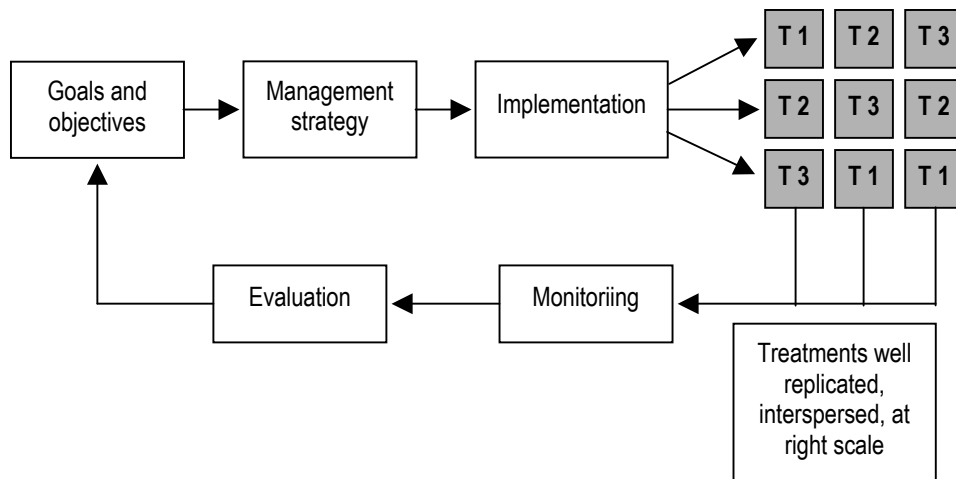 T 1 T 2 T 3
Goals and
objectives
Management
strategy
Implementation
T 2 T 3 T 2
T 3 T 1 T 1
Evaluation
Monitoriing
Treatments well
replicated,
interspersed, at
right scale